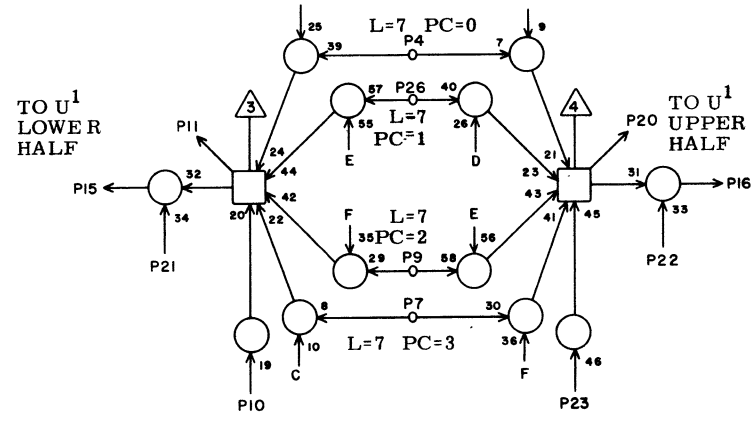 25 L=7 PC=0 9
39 P4 7
TO U1
LOWER
HALF
3
P11
24
57 P26 40
L=7
PC=1
55 26
E D
44
4
TO U1
UPPER
HALF
P20
21
23
P15 32
34
P21
20 22 42
31 P16
33
P22
43
41 45
F L=7 E
35 PC=2 56
29 P9 58
8 P7 30
L=7 PC=3
10 36
C F
19
P10
46
P23